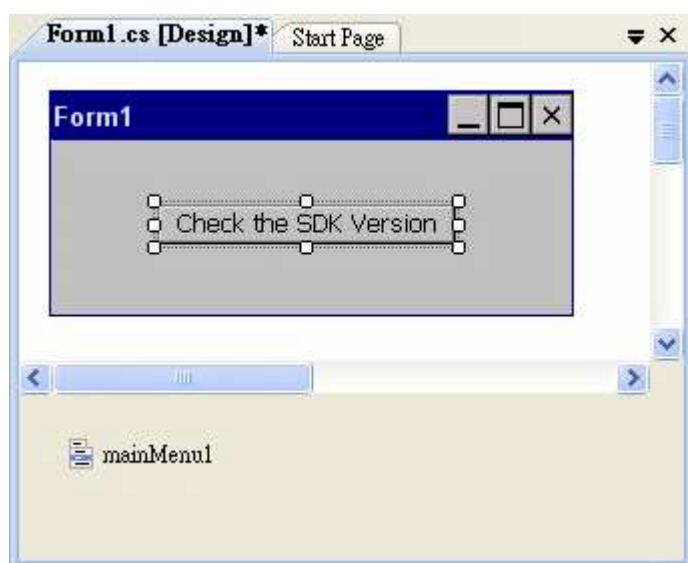 Form1.cs [Design]* Start Page
Form1
Check the SDK Version
mainMenu1